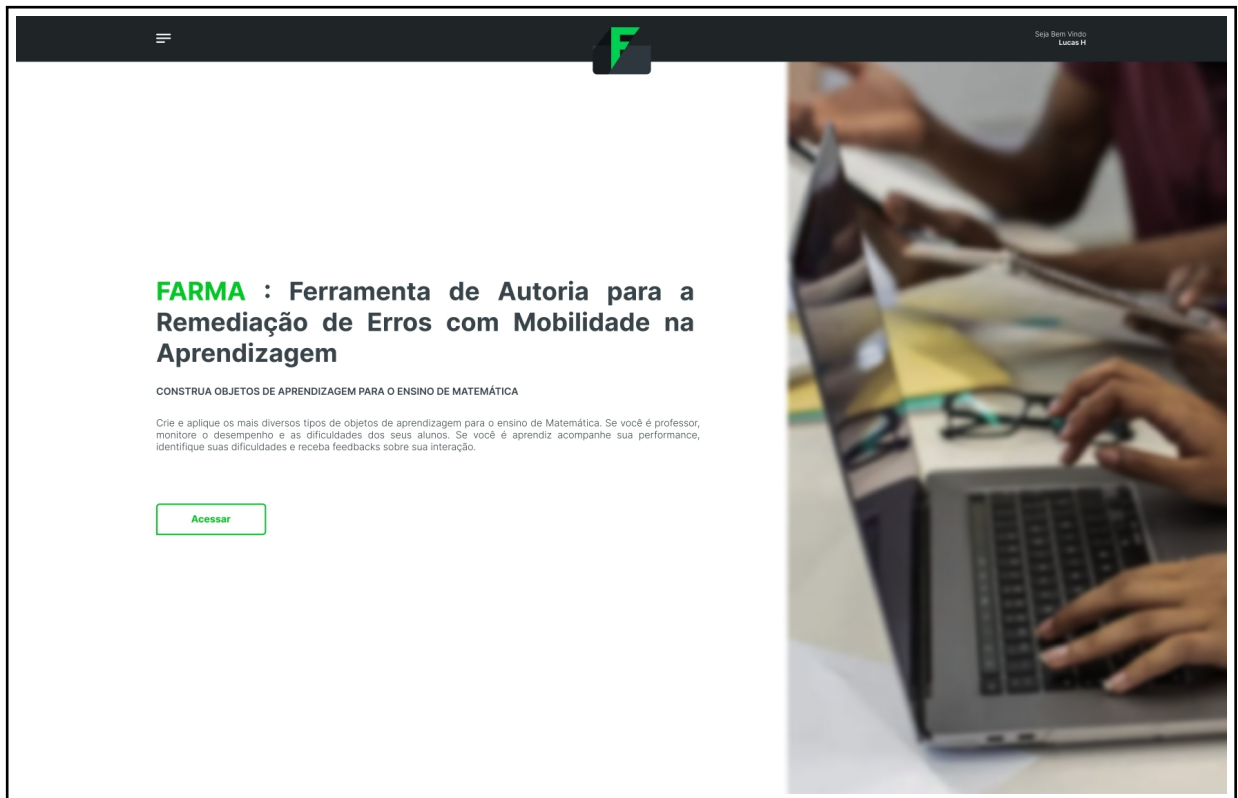 Seja Bem Vindo
Lucas H
FARMA : Ferramenta de Autoria para a
Remediação de Erros com Mobilidade na
Aprendizagem
CONSTRUA OBJETOS DE APRENDIZAGEM PARA O ENSINO DE MATEMÁTICA
Crie e aplique os mais diversos tipos de objetos de aprendizagem para o ensino de Matemática. Se você é professor,
monitore o desempenho e as dificuldades dos seus alunos. Se você é aprendiz acompanhe sua performance,
identifique suas dificuldades e receba feedbacks sobre sua interação.
Acessar